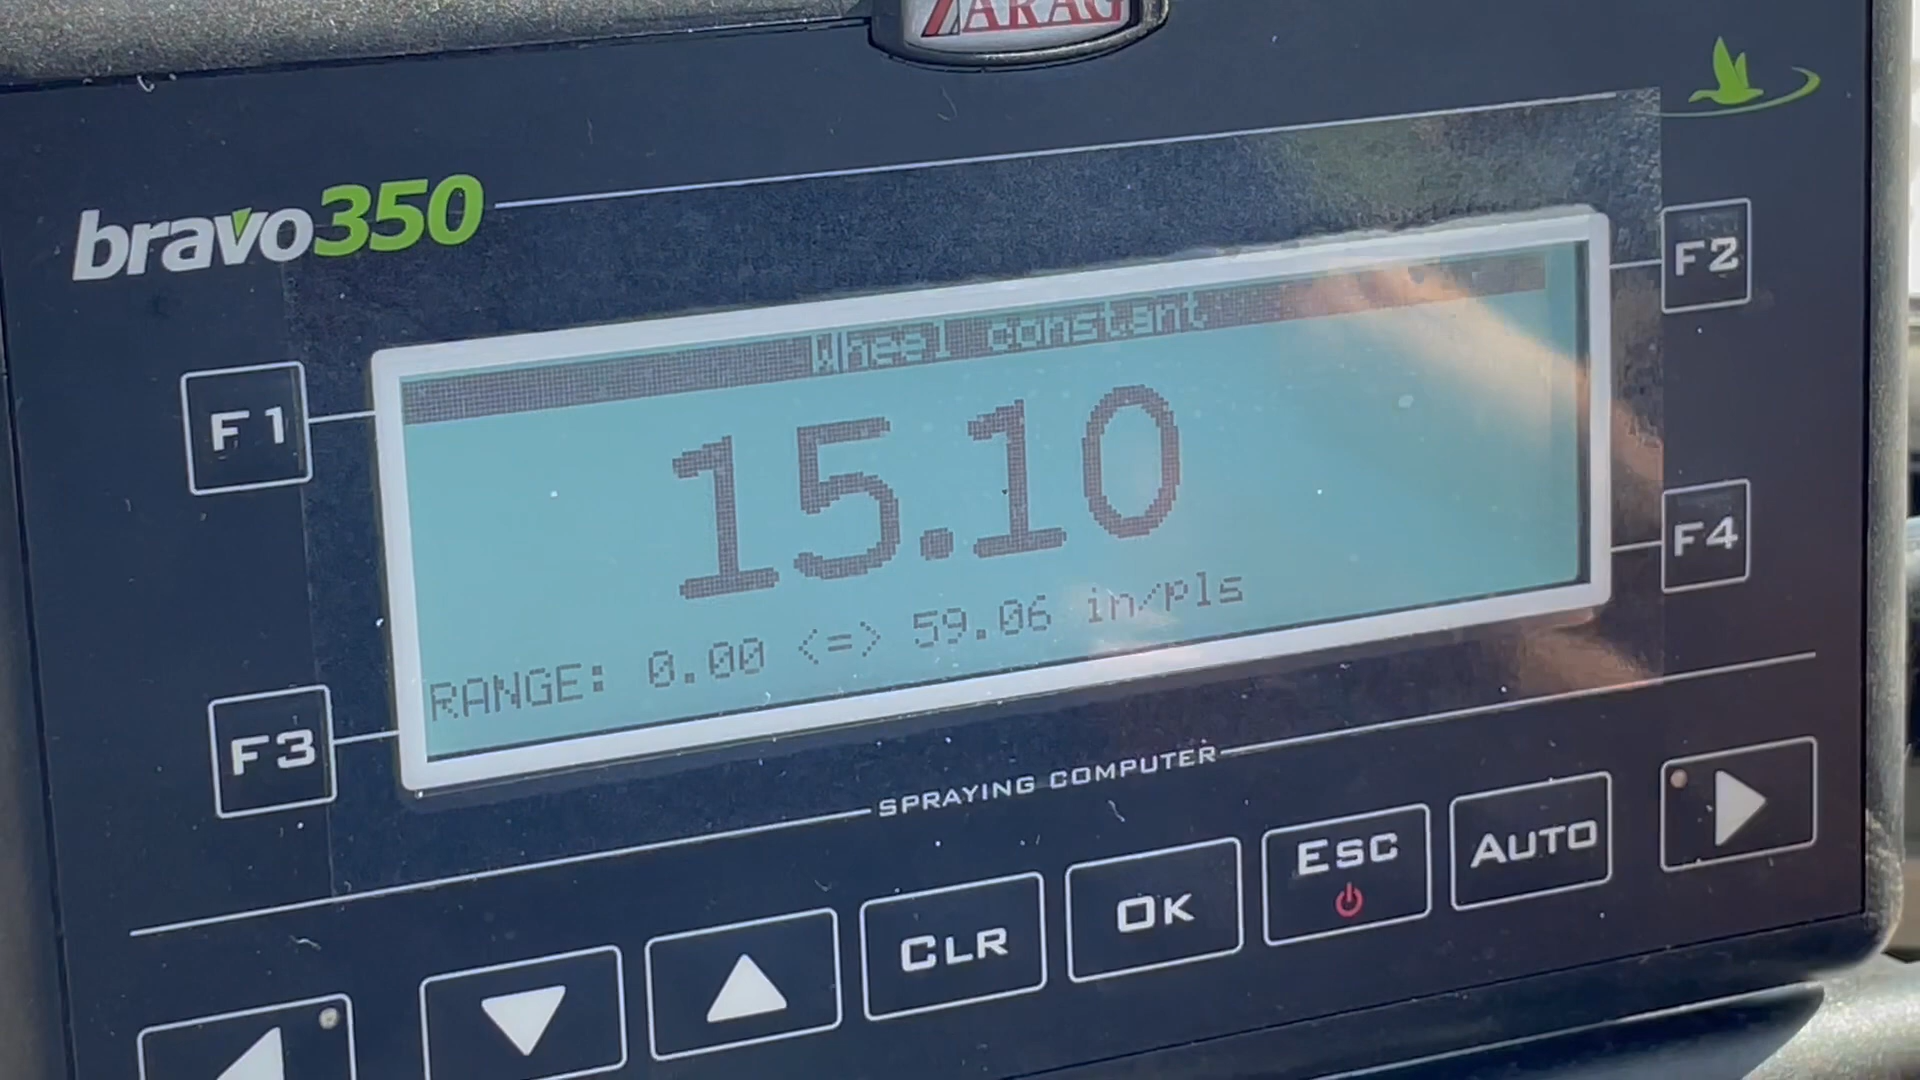 ARAG
bravo350
F1
F2
Wheel constant
15.10
RANGE: 0.00 <=> 59.06 in/pls
F3
F4
SPRAYING COMPUTER
CLR
OK
ESC
AUTO